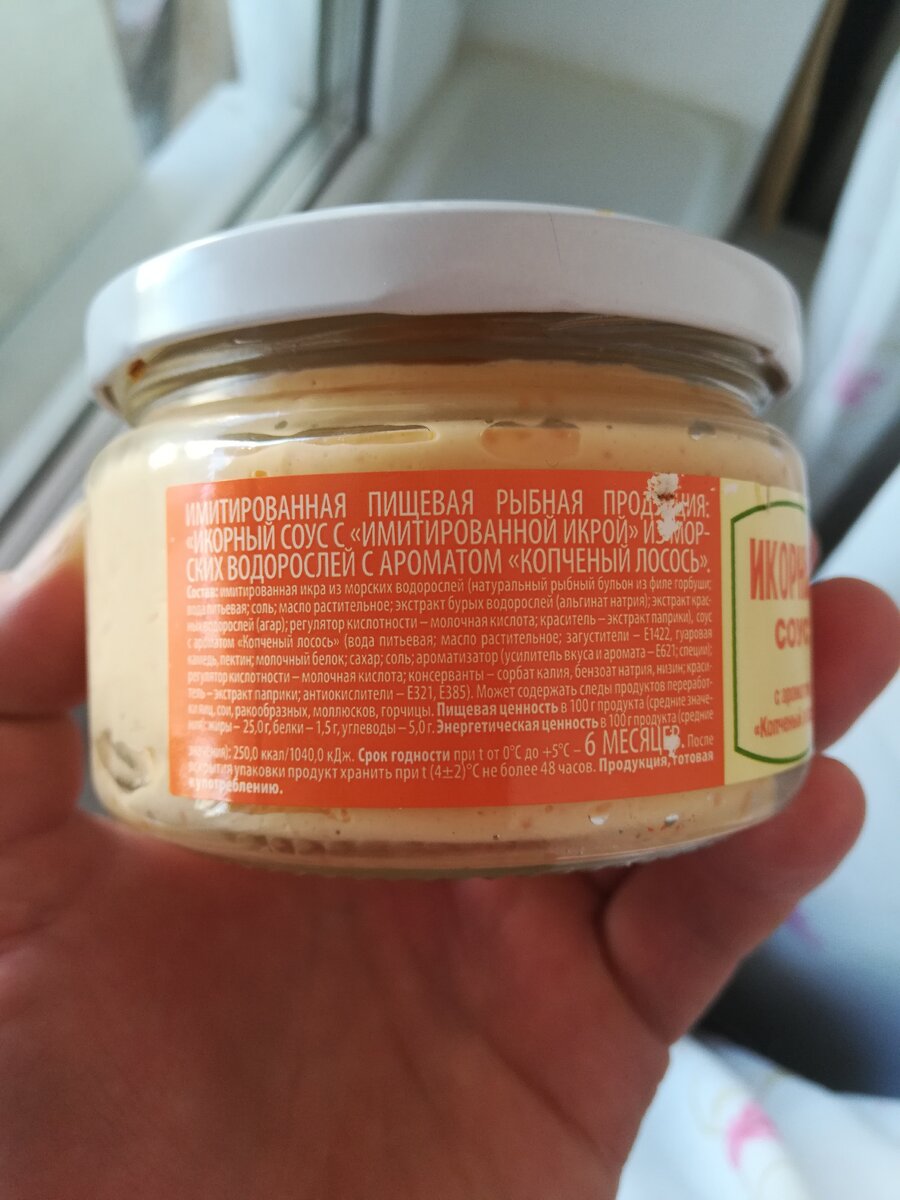 ИМИТИРОВАННАЯ ПИЩЕВАЯ РЫБНАЯ
«ИКОРНЫЙ СОУС С «ИМИТИРОВАННОЙ ИКРОЙ» ИЗ МОР-
СКИХ ВОДОРОСЛЕЙ С АРОМАТОМ «КОПЧЕНЫЙ ЛОСОСЬ».
Состав: имитированная икра из морских водорослей (натуральный рыбный бульон из филе горбуши;
вода питьевая; соль; масло растительное; экстракт бурых водорослей (альгинат натрия); экстракт крас-
ных водорослей (агар); регулятор кислотности – молочная кислота; краситель – экстракт паприки), соус
с ароматом «Копченый лосось» (вода питьевая; масло растительное; загустители – Е1422, гуаровая
камедь, пектин; молочный белок; сахар; соль; ароматизатор (усилитель вкуса и аромата – Е621; специи);
регулятор кислотности – молочная кислота; консерванты – сорбат калия, бензоат натрия, низин; краси-
тель – экстракт паприки; антиокислители – Е321, Е385). Может содержать следы продуктов переработ-
ки яиц, сои, ракообразных, моллюсков, горчицы. Пищевая ценность в 100 г продукта (средние значе-
ния: жиры – 25,0 г, белки – 1,5 г, углеводы – 5,0 г. Энергетическая ценность в 100 г продукта (средние
значения): 250,0 ккал/1040,0 кДж. Срок годности при t от 0°С до +5°С – 6 МЕСЯЦЕВ. После
вскрытия упаковки продукт хранить при t (4±2)°С не более 48 часов. Продукция, готовая
к употреблению.
ИКОРН
СОУС
«Копченый